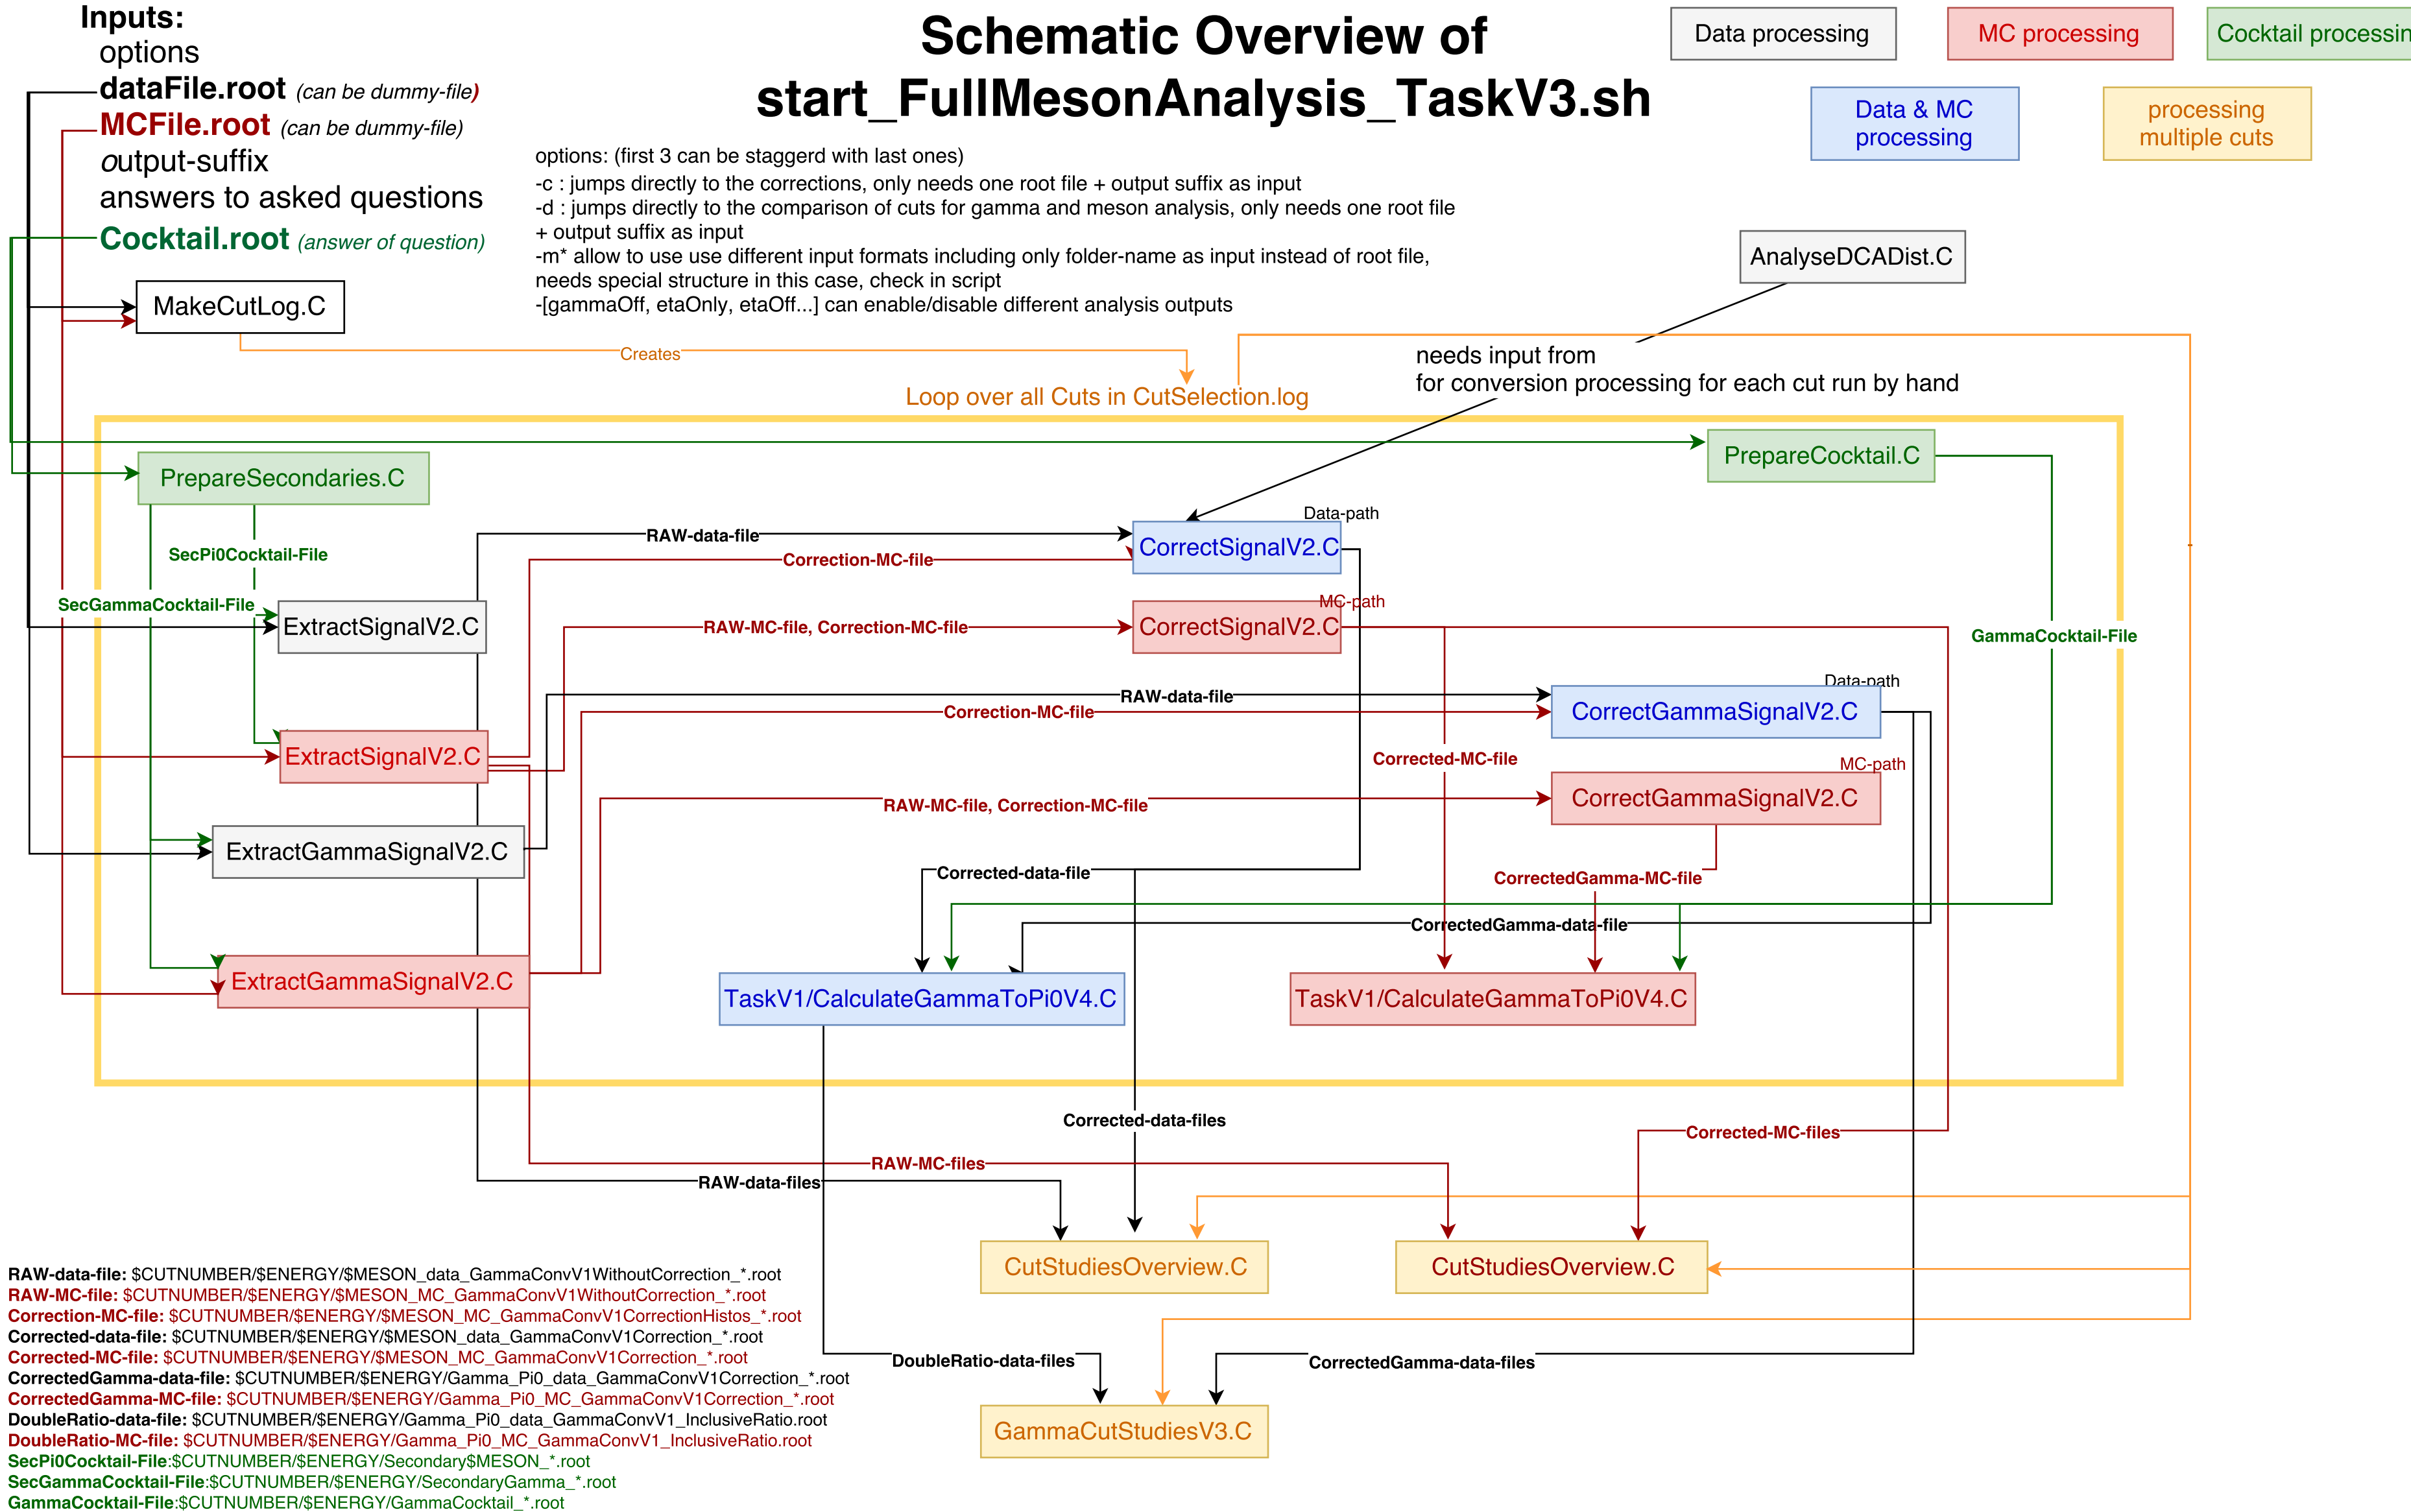 Inputs:
options
dataFile.root (can be dummy-file)
MCFile.root (can be dummy-file)
output-suffix
answers to asked questions
Cocktail.root (answer of question)
Schematic Overview of
start_FullMesonAnalysis_TaskV3.sh
Data processing
MC processing
Cocktail processin
Data & MC
processing
processing
multiple cuts
options: (first 3 can be staggerd with last ones)
-c : jumps directly to the corrections, only needs one root file + output suffix as input
-d : jumps directly to the comparison of cuts for gamma and meson analysis, only needs one root file
+ output suffix as input
-m* allow to use use different input formats including only folder-name as input instead of root file,
needs special structure in this case, check in script
-[gammaOff, etaOnly, etaOff...] can enable/disable different analysis outputs
AnalyseDCADist.C
MakeCutLog.C
Creates
needs input from
for conversion processing for each cut run by hand
Loop over all Cuts in CutSelection.log
PrepareCocktail.C
PrepareSecondaries.C
Data-path
RAW-data-file
CorrectSignalV2.C
SecPi0Cocktail-File
Correction-MC-file
MC-path
SecGammaCocktail-File
ExtractSignalV2.C
RAW-MC-file, Correction-MC-file
CorrectSignalV2.C
GammaCocktail-File
Data-path
RAW-data-file
Correction-MC-file
CorrectGammaSignalV2.C
ExtractSignalV2.C
Corrected-MC-file
MC-path
RAW-MC-file, Correction-MC-file
CorrectGammaSignalV2.C
ExtractGammaSignalV2.C
Corrected-data-file
CorrectedGamma-MC-file
CorrectedGamma-data-file
ExtractGammaSignalV2.C
TaskV1/CalculateGammaToPi0V4.C
TaskV1/CalculateGammaToPi0V4.C
Corrected-data-files
Corrected-MC-files
RAW-MC-files
RAW-data-files
CutStudiesOverview.C
CutStudiesOverview.C
DoubleRatio-data-files
CorrectedGamma-data-files
GammaCutStudiesV3.C
RAW-data-file: $CUTNUMBER/$ENERGY/$MESON_data_GammaConvV1WithoutCorrection_*.root
RAW-MC-file: $CUTNUMBER/$ENERGY/$MESON_MC_GammaConvV1WithoutCorrection_*.root
Correction-MC-file: $CUTNUMBER/$ENERGY/$MESON_MC_GammaConvV1CorrectionHistos_*.root
Corrected-data-file: $CUTNUMBER/$ENERGY/$MESON_data_GammaConvV1Correction_*.root
Corrected-MC-file: $CUTNUMBER/$ENERGY/$MESON_MC_GammaConvV1Correction_*.root
CorrectedGamma-data-file: $CUTNUMBER/$ENERGY/Gamma_Pi0_data_GammaConvV1Correction_*.root
CorrectedGamma-MC-file: $CUTNUMBER/$ENERGY/Gamma_Pi0_MC_GammaConvV1Correction_*.root
DoubleRatio-data-file: $CUTNUMBER/$ENERGY/Gamma_Pi0_data_GammaConvV1_InclusiveRatio.root
DoubleRatio-MC-file: $CUTNUMBER/$ENERGY/Gamma_Pi0_MC_GammaConvV1_InclusiveRatio.root
SecPi0Cocktail-File:$CUTNUMBER/$ENERGY/Secondary$MESON_*.root
SecGammaCocktail-File:$CUTNUMBER/$ENERGY/SecondaryGamma_*.root
GammaCocktail-File:$CUTNUMBER/$ENERGY/GammaCocktail_*.root